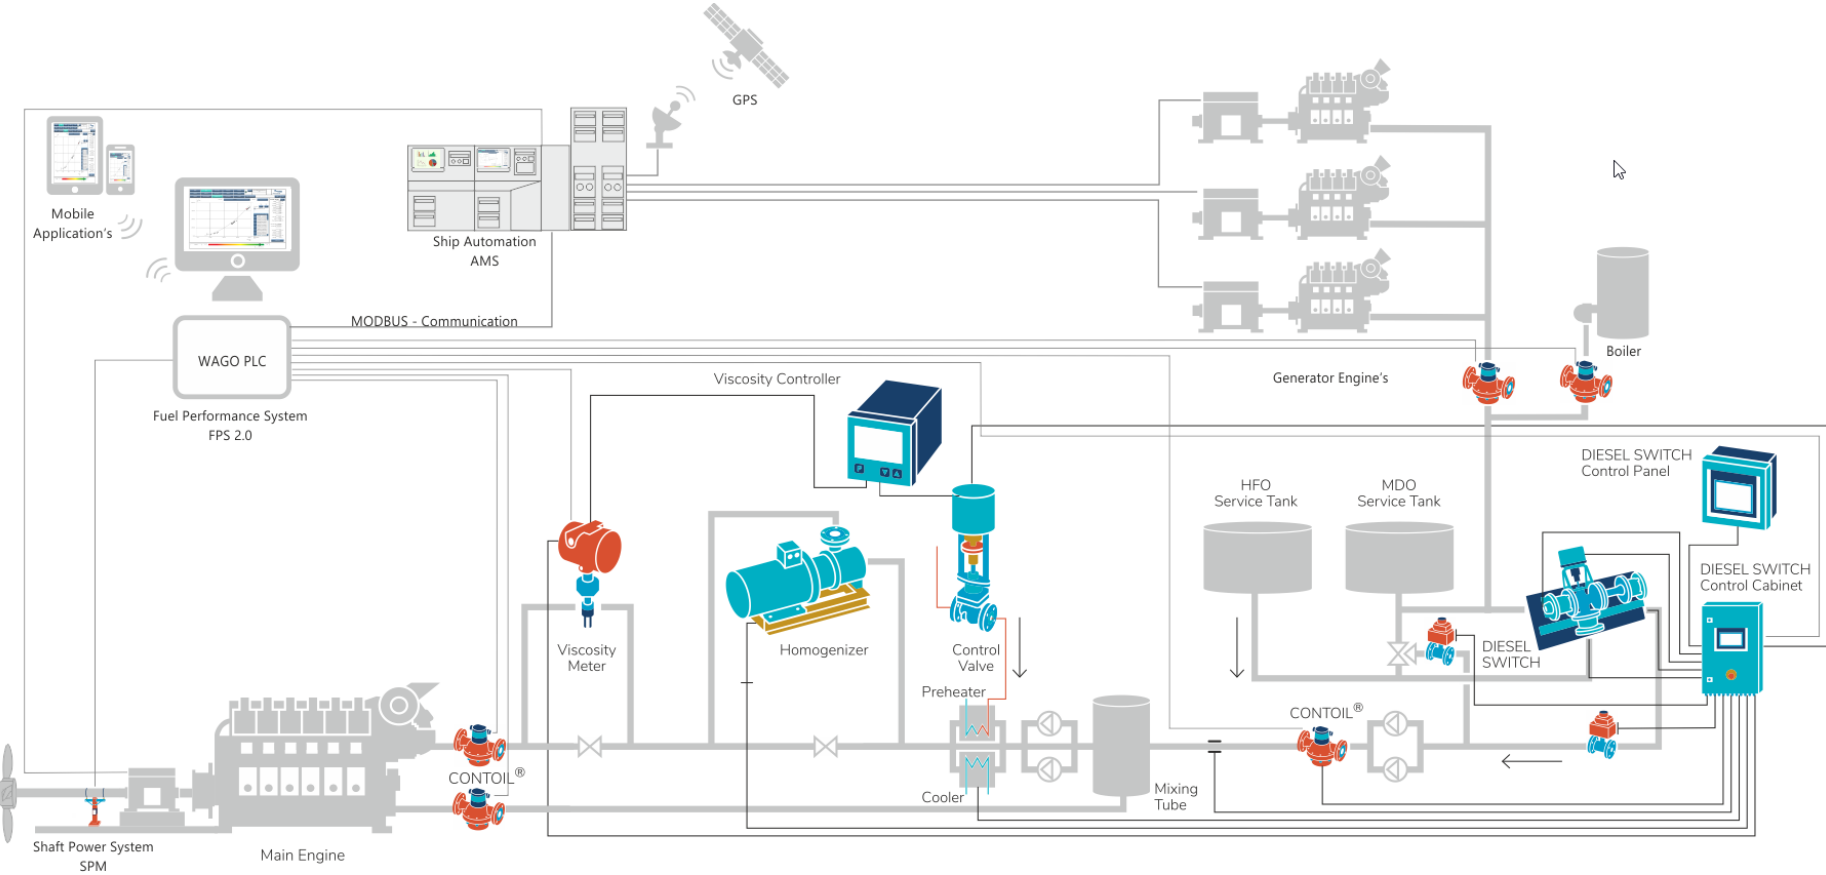 GPS
Mobile
Application's
Ship Automation
AMS
MODBUS - Communication
WAGO PLC
Fuel Performance System
FPS 2.0
Viscosity Controller
Generator Engine's
Boiler
DIESEL SWITCH
Control Panel
HFO
Service Tank
MDO
Service Tank
DIESEL SWITCH
Control Cabinet
Viscosity
Meter
Homogenizer
Control
Valve
DIESEL
SWITCH
Preheater
CONTOIL®
CONTOIL®
Cooler
Mixing
Tube
Shaft Power System
SPM
Main Engine